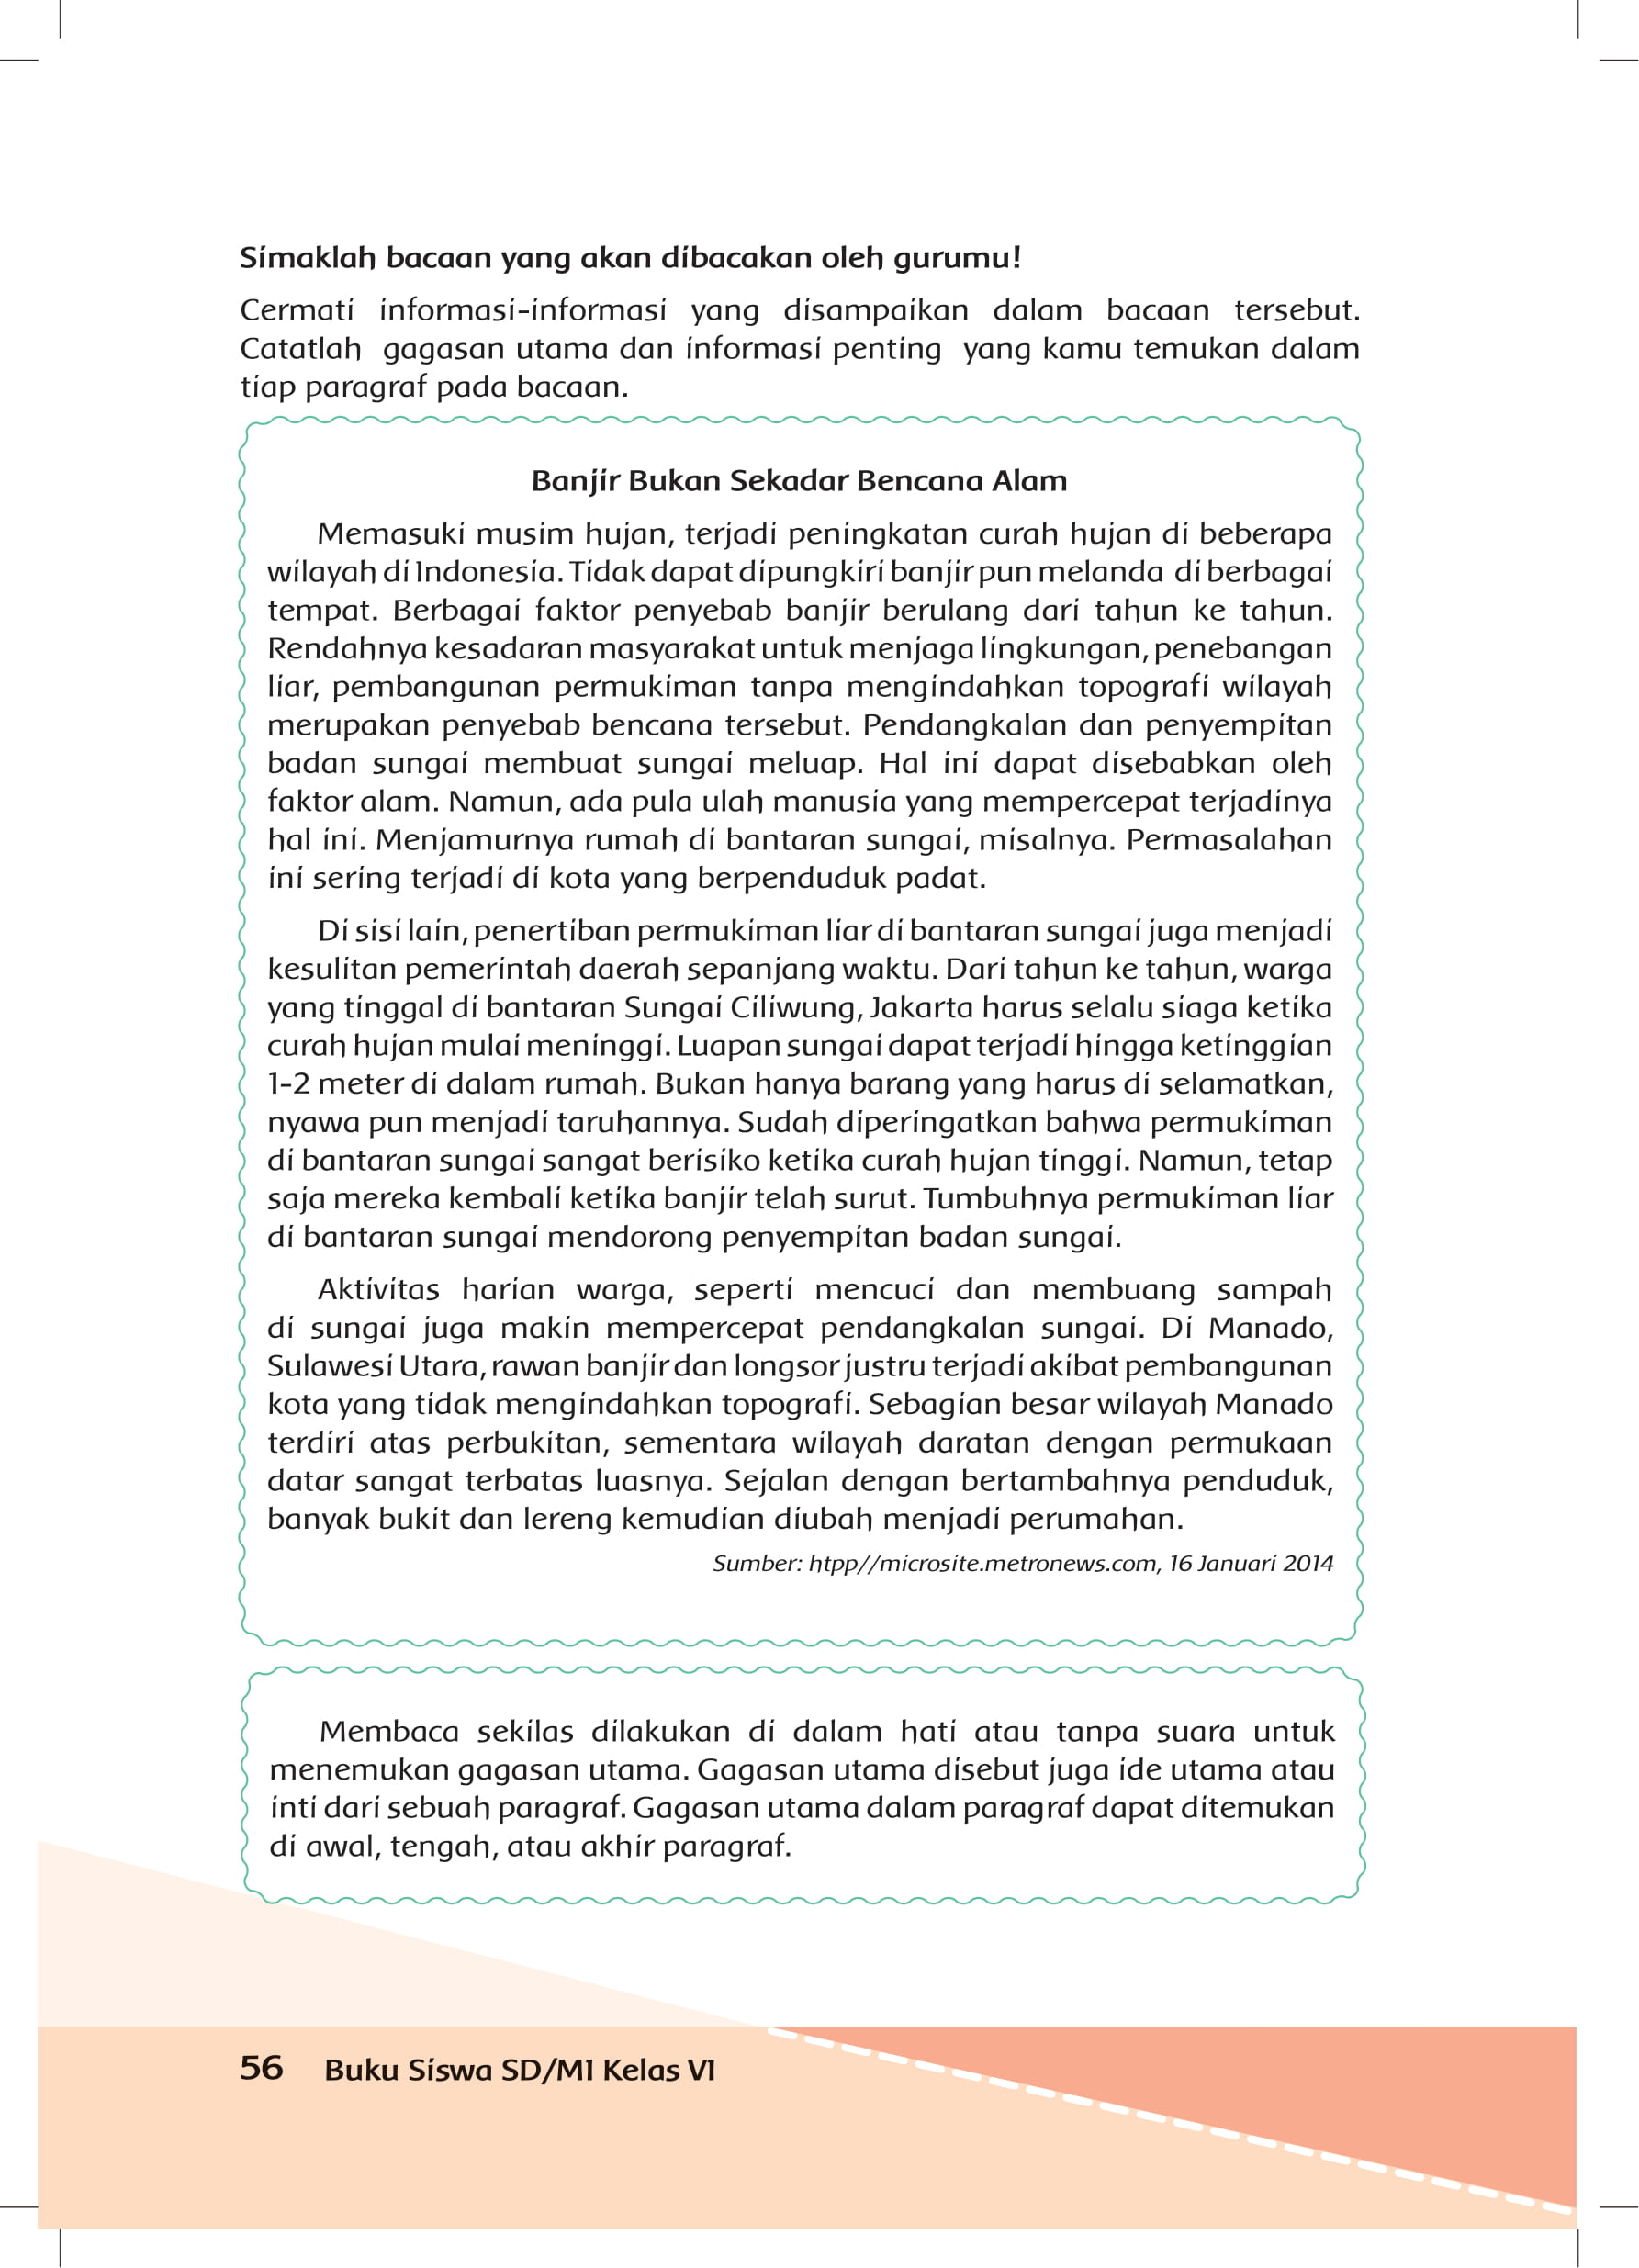 Simaklah bacaan yang akan dibacakan oleh gurumu!
Cermati informasi-informasi yang disampaikan dalam bacaan tersebut.
Catatlah gagasan utama dan informasi penting yang kamu temukan dalam
tiap paragraf pada bacaan.
Banjir Bukan Sekadar Bencana Alam
Memasuki musim hujan, terjadi peningkatan curah hujan di beberapa
wilayah di Indonesia. Tidak dapat dipungkiri banjir pun melanda di berbagai
tempat. Berbagai faktor penyebab banjir berulang dari tahun ke tahun.
Rendahnya kesadaran masyarakat untuk menjaga lingkungan, penebangan
liar, pembangunan permukiman tanpa mengindahkan topografi wilayah
merupakan penyebab bencana tersebut. Pendangkalan dan penyempitan
badan sungai membuat sungai meluap. Hal ini dapat disebabkan oleh
faktor alam. Namun, ada pula ulah manusia yang mempercepat terjadinya
hal ini. Menjamurnya rumah di bantaran sungai, misalnya. Permasalahan
ini sering terjadi di kota yang berpenduduk padat.
Di sisi lain, penertiban permukiman liar di bantaran sungai juga menjadi
kesulitan pemerintah daerah sepanjang waktu. Dari tahun ke tahun, warga
yang tinggal di bantaran Sungai Ciliwung, Jakarta harus selalu siaga ketika
curah hujan mulai meninggi. Luapan sungai dapat terjadi hingga ketinggian
1-2 meter di dalam rumah. Bukan hanya barang yang harus di selamatkan,
nyawa pun menjadi taruhannya. Sudah diperingatkan bahwa permukiman
di bantaran sungai sangat berisiko ketika curah hujan tinggi. Namun, tetap
saja mereka kembali ketika banjir telah surut. Tumbuhnya permukiman liar
di bantaran sungai mendorong penyempitan badan sungai.
Aktivitas harian warga, seperti mencuci dan membuang sampah
di sungai juga makin mempercepat pendangkalan sungai. Di Manado,
Sulawesi Utara, rawan banjir dan longsor justru terjadi akibat pembangunan
kota yang tidak mengindahkan topografi. Sebagian besar wilayah Manado
terdiri atas perbukitan, sementara wilayah daratan dengan permukaan
datar sangat terbatas luasnya. Sejalan dengan bertambahnya penduduk,
banyak bukit dan lereng kemudian diubah menjadi perumahan.
Sumber: htpp//microsite.metronews.com, 16 Januari 2014
Membaca sekilas dilakukan di dalam hati atau tanpa suara untuk
menemukan gagasan utama. Gagasan utama disebut juga ide utama atau
inti dari sebuah paragraf. Gagasan utama dalam paragraf dapat ditemukan
di awal, tengah, atau akhir paragraf.
56 Buku Siswa SD/MI Kelas VI